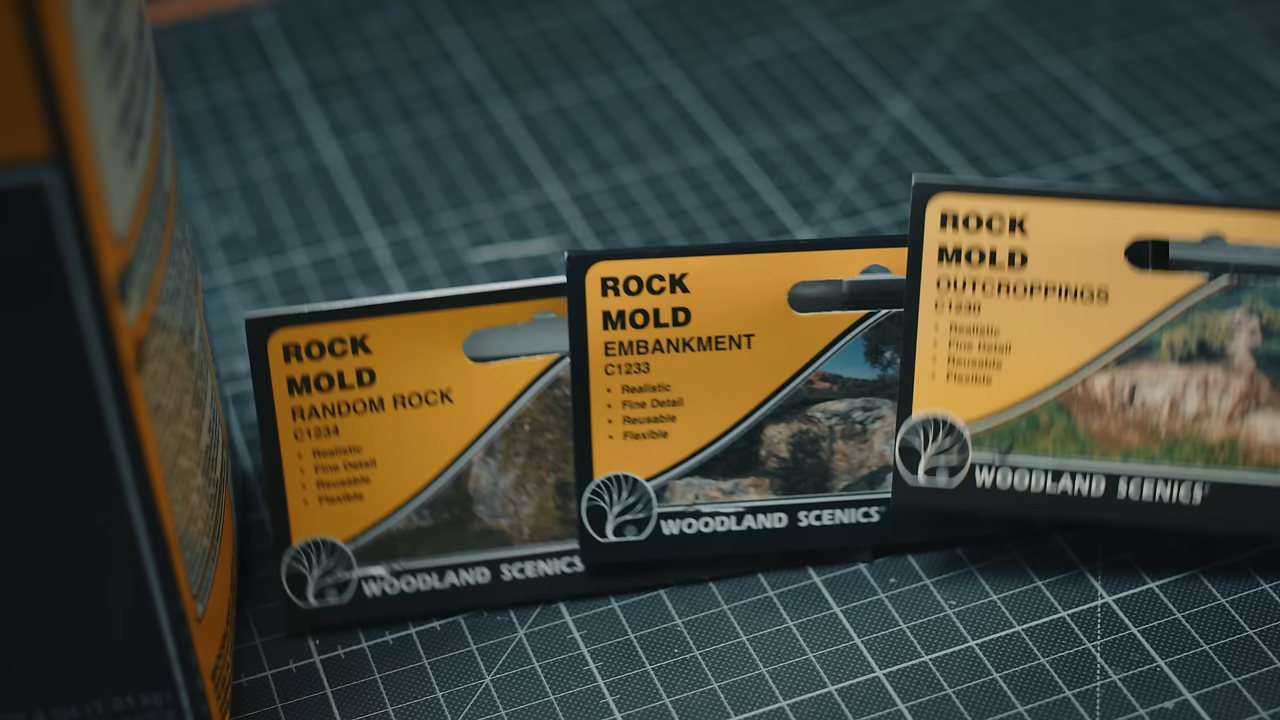 ROCK
MOLD
RANDOM ROCK
C1234
• Realistic
• Fine Detail
• Reusable
• Flexible
WOODLAND SCENICS
ROCK
MOLD
EMBANKMENT
C1233
• Realistic
• Fine Detail
• Reusable
• Flexible
WOODLAND SCENICS®
ROCK
MOLD
OUTCROPPINGS
C1230
• Realistic
• Fine Detail
• Reusable
• Flexible
WOODLAND SCENICS®